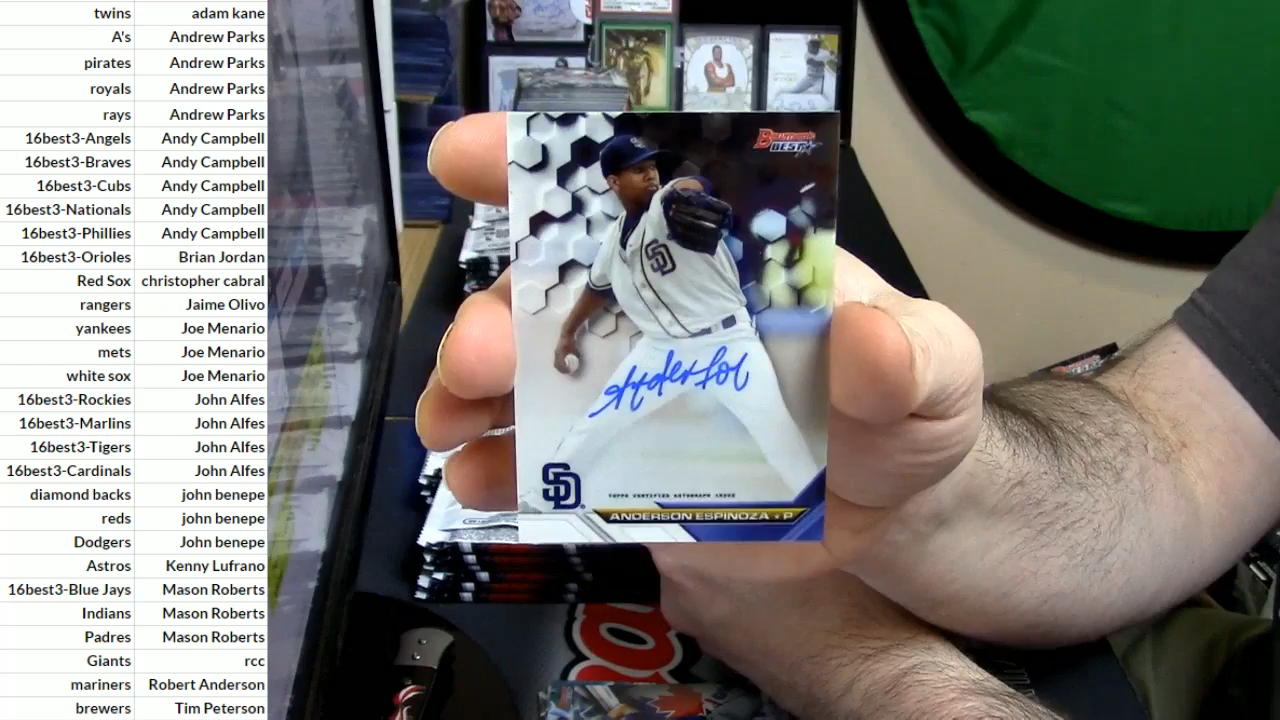 twins adam kane
A's Andrew Parks
pirates Andrew Parks
royals Andrew Parks
rays Andrew Parks
16best3-Angels Andy Campbell
16best3-Braves Andy Campbell
16best3-Cubs Andy Campbell
16best3-Nationals Andy Campbell
16best3-Phillies Andy Campbell
16best3-Orioles Brian Jordan
Red Sox christopher cabral
rangers Jaime Olivo
yankees Joe Menario
mets Joe Menario
white sox Joe Menario
16best3-Rockies John Alfes
16best3-Marlins John Alfes
16best3-Tigers John Alfes
16best3-Cardinals John Alfes
diamond backs john benepe
reds john benepe
Dodgers John benepe
Astros Kenny Lufrano
16best3-Blue Jays Mason Roberts
Indians Mason Roberts
Padres Mason Roberts
Giants rcc
mariners Robert Anderson
brewers Tim Peterson
BOWMAN'S
BEST
SD
SD
TOPPS CERTIFIED AUTOGRAPH ISSUE
ANDERSON ESPINOZA ★ P